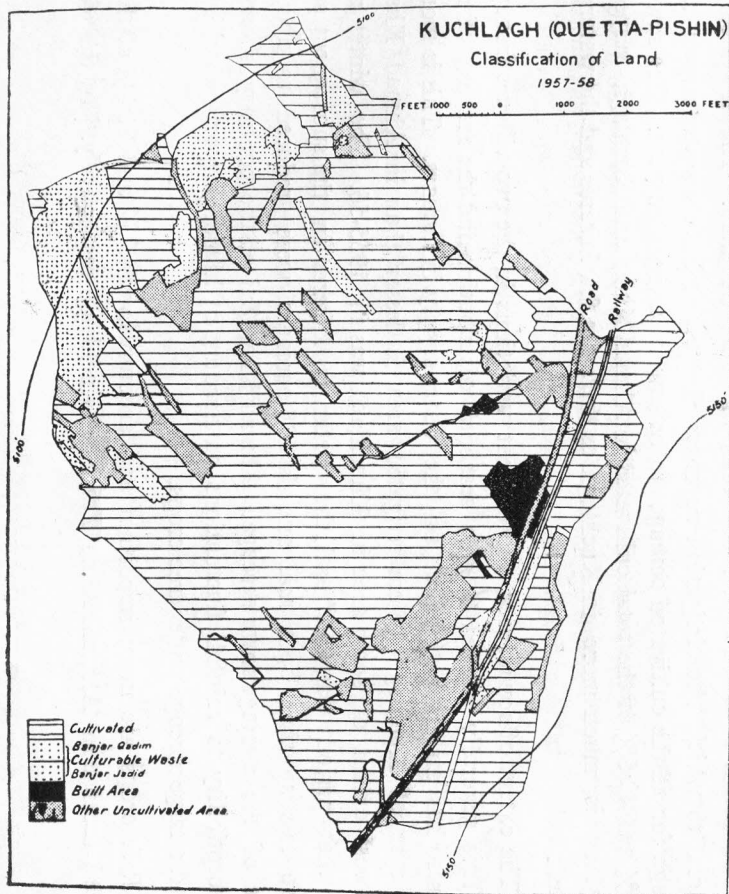 KUCHLAGH (QUETTA-PISHIN)
Classification of Land
1957-58
FEET 1000 500 0 1000 2000 3000 FEET
5100'
Road
Railway
5150'
5100'
Cultivated
Banjar Qadim
Culturable Waste
Banjar Jadid
Built Area
Other Uncultivated Area
5150'